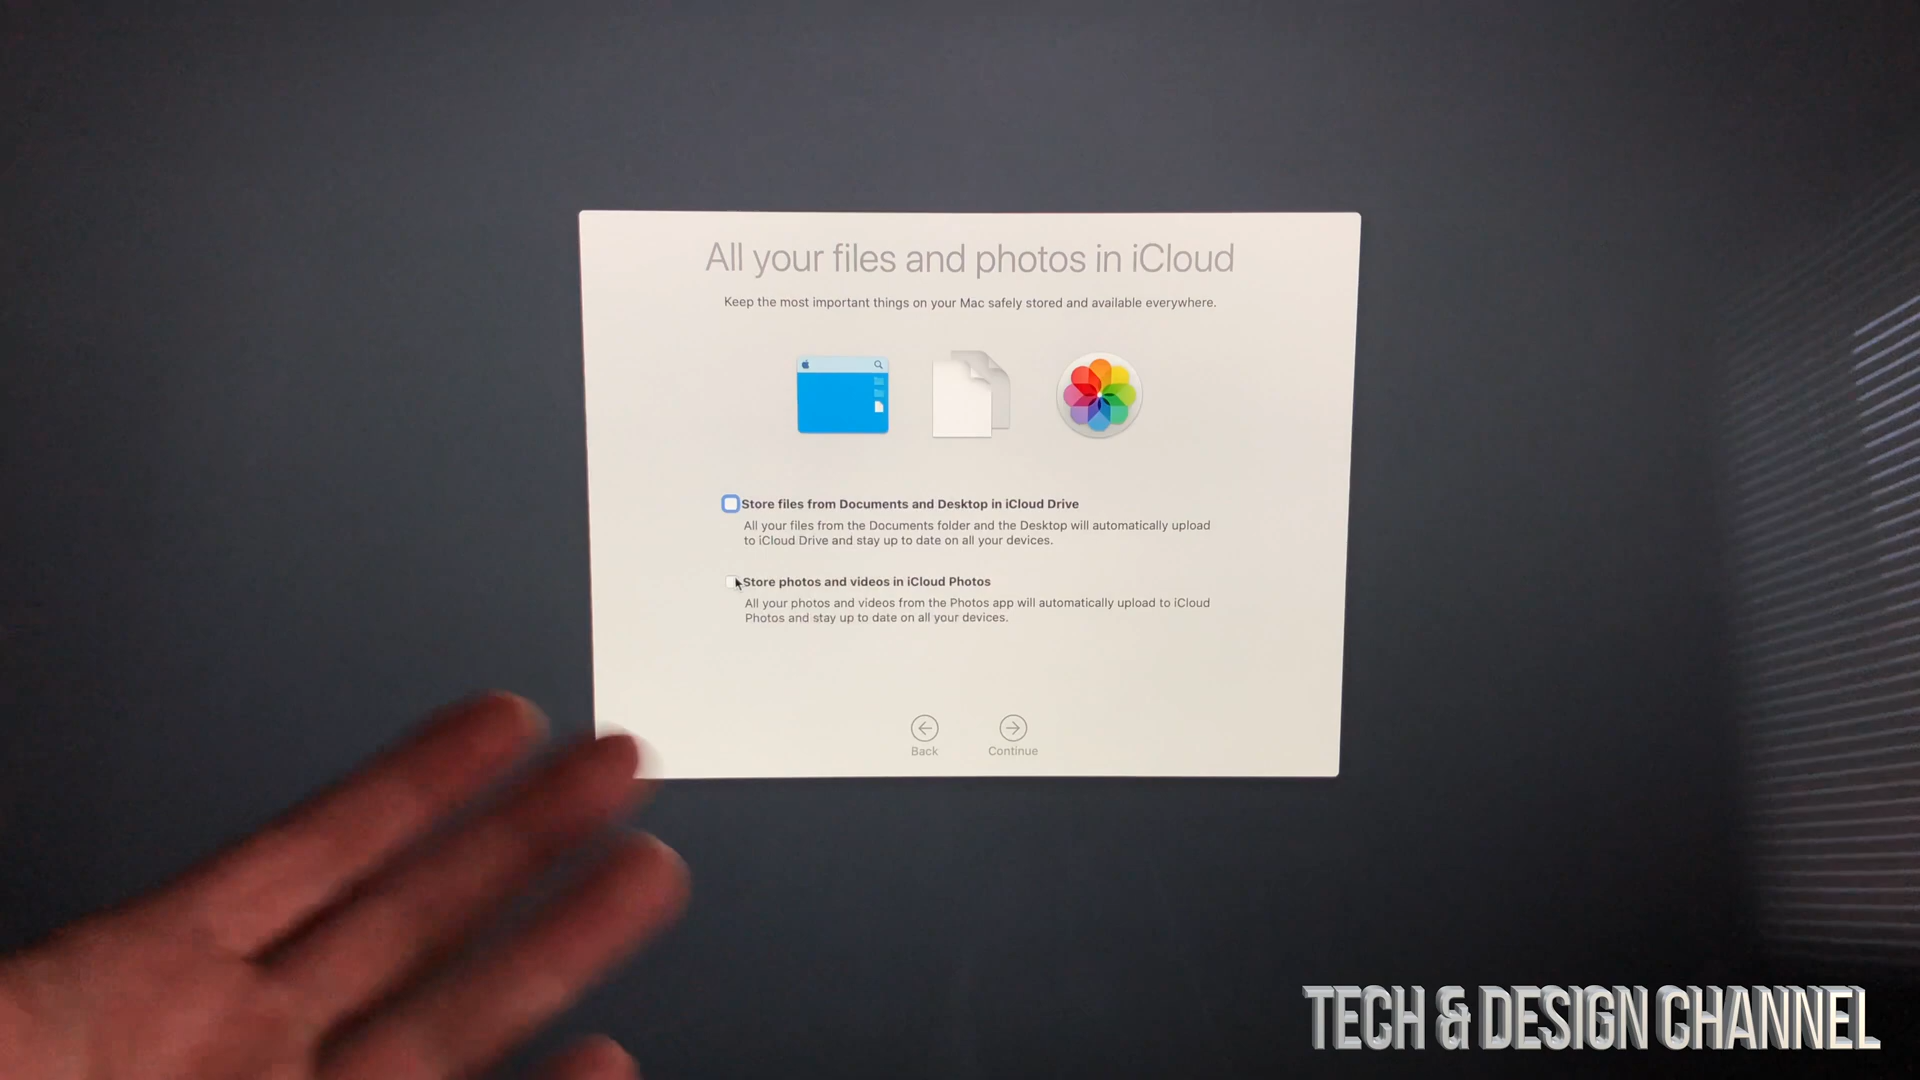 All your files and photos in iCloud
Keep the most important things on your Mac safely stored and available everywhere.
Store files from Documents and Desktop in iCloud Drive
All your files from the Documents folder and the Desktop will automatically upload
to iCloud Drive and stay up to date on all your devices.
Store photos and videos in iCloud Photos
All your photos and videos from the Photos app will automatically upload to iCloud
Photos and stay up to date on all your devices.
Back
Continue
TECH & DESIGN CHANNEL